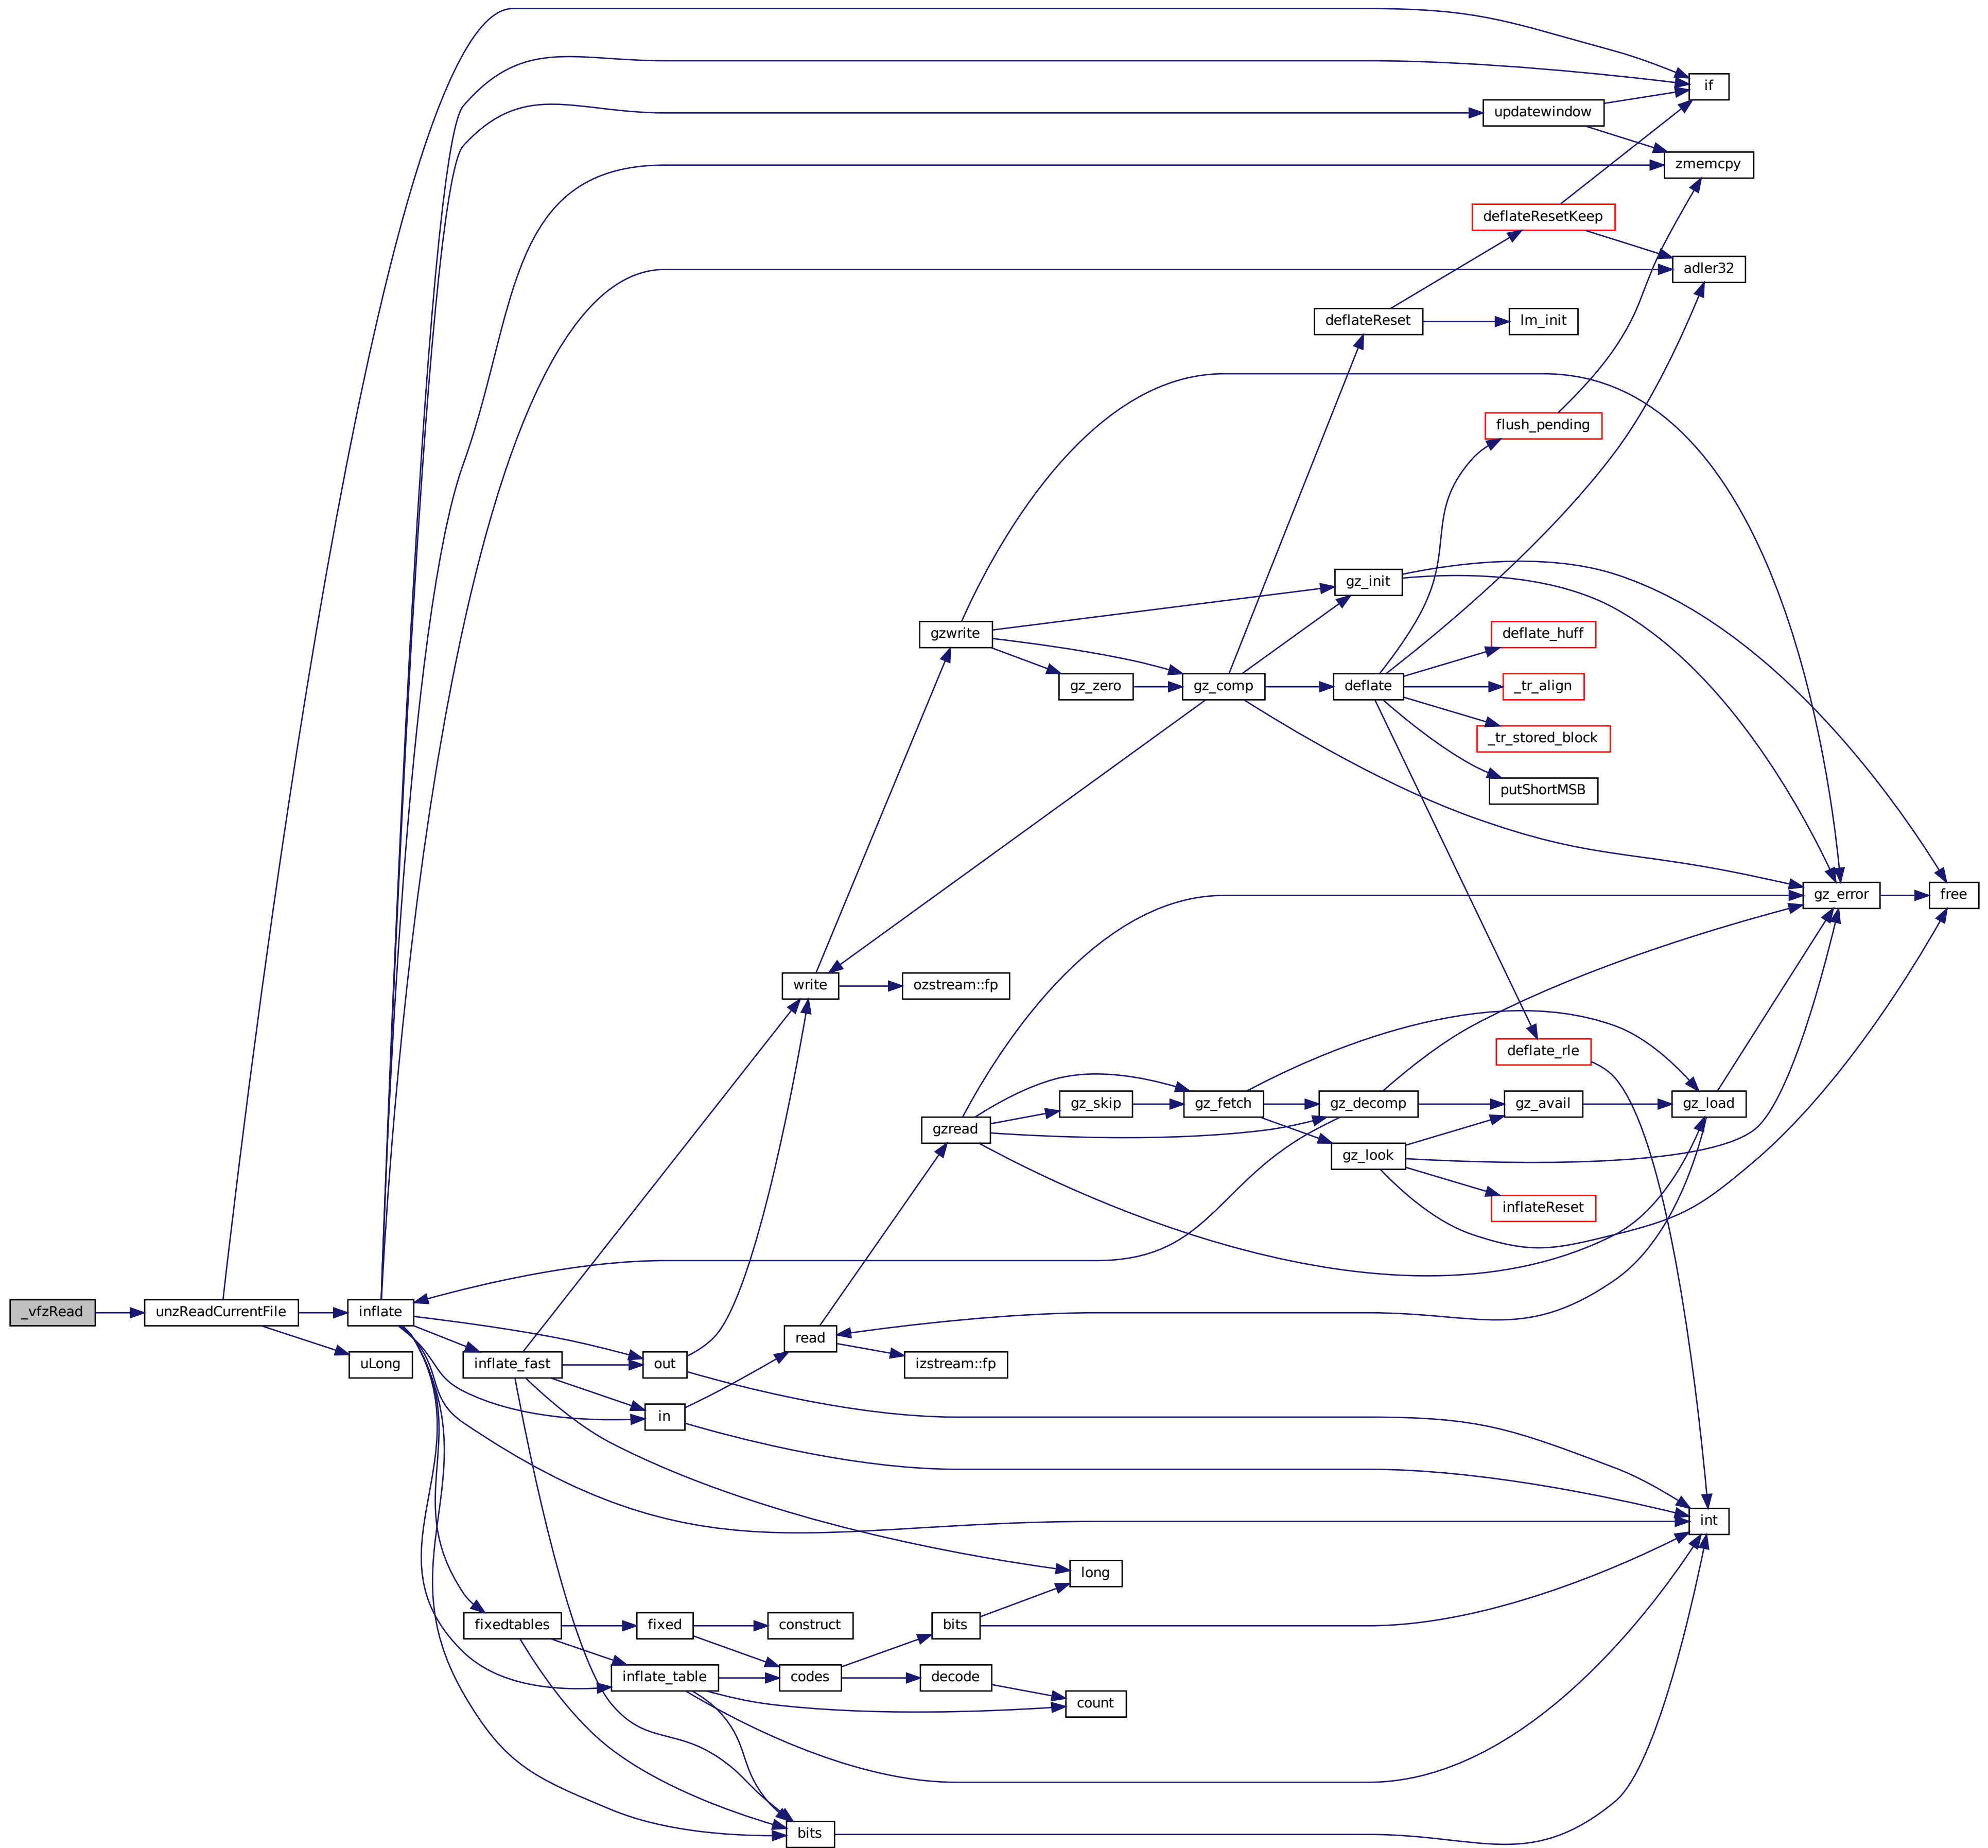 if
updatewindow
zmemcpy
deflateResetKeep
adler32
deflateReset
lm_init
flush_pending
gz_init
gzwrite
deflate_huff
gz_zero
gz_comp
deflate
_tr_align
_tr_stored_block
putShortMSB
gz_error
free
write
ozstream::fp
deflate_rle
gz_skip
gz_fetch
gz_decomp
gz_avail
gz_load
gzread
gz_look
inflateReset
_vfzRead
unzReadCurrentFile
inflate
read
uLong
inflate_fast
out
izstream::fp
in
int
long
fixedtables
fixed
construct
bits
inflate_table
codes
decode
count
bits